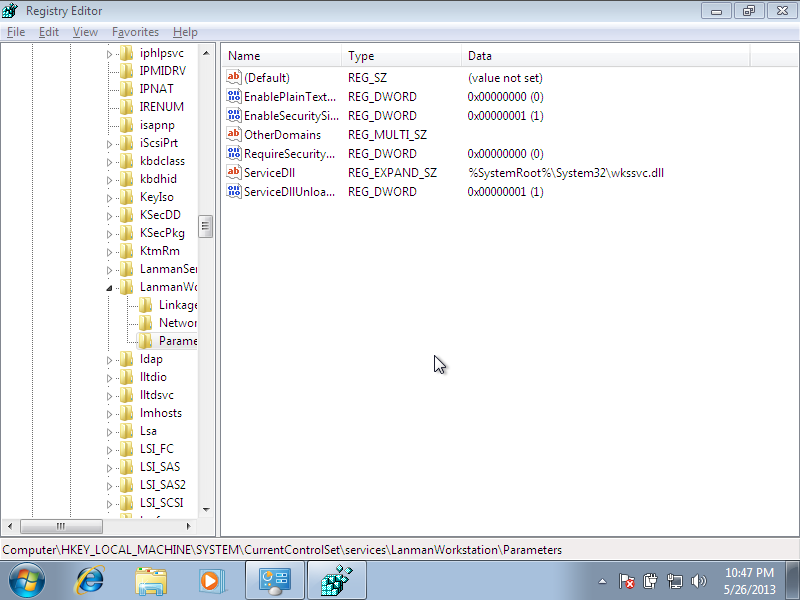 Registry Editor
File Edit View Favorites Help
iphlpsvc
IPMIDRV
IPNAT
IRENUM
isapnp
iScsiPrt
kbdclass
kbdhid
KeyIso
KSecDD
KSecPkg
KtmRm
LanmanSer
LanmanWo
Linkage
Networ
Parame
ldap
lltdio
lltdsvc
lmhosts
Lsa
LSI_FC
LSI_SAS
LSI_SAS2
LSI_SCSI
Name Type Data
(Default) REG_SZ (value not set)
EnablePlainText... REG_DWORD 0x00000000 (0)
EnableSecuritySi... REG_DWORD 0x00000001 (1)
OtherDomains REG_MULTI_SZ
RequireSecurity... REG_DWORD 0x00000000 (0)
ServiceDll REG_EXPAND_SZ %SystemRoot%\System32\wkssvc.dll
ServiceDllUnloa... REG_DWORD 0x00000001 (1)
Computer\HKEY_LOCAL_MACHINE\SYSTEM\CurrentControlSet\services\LanmanWorkstation\Parameters
10:47 PM
5/26/2013